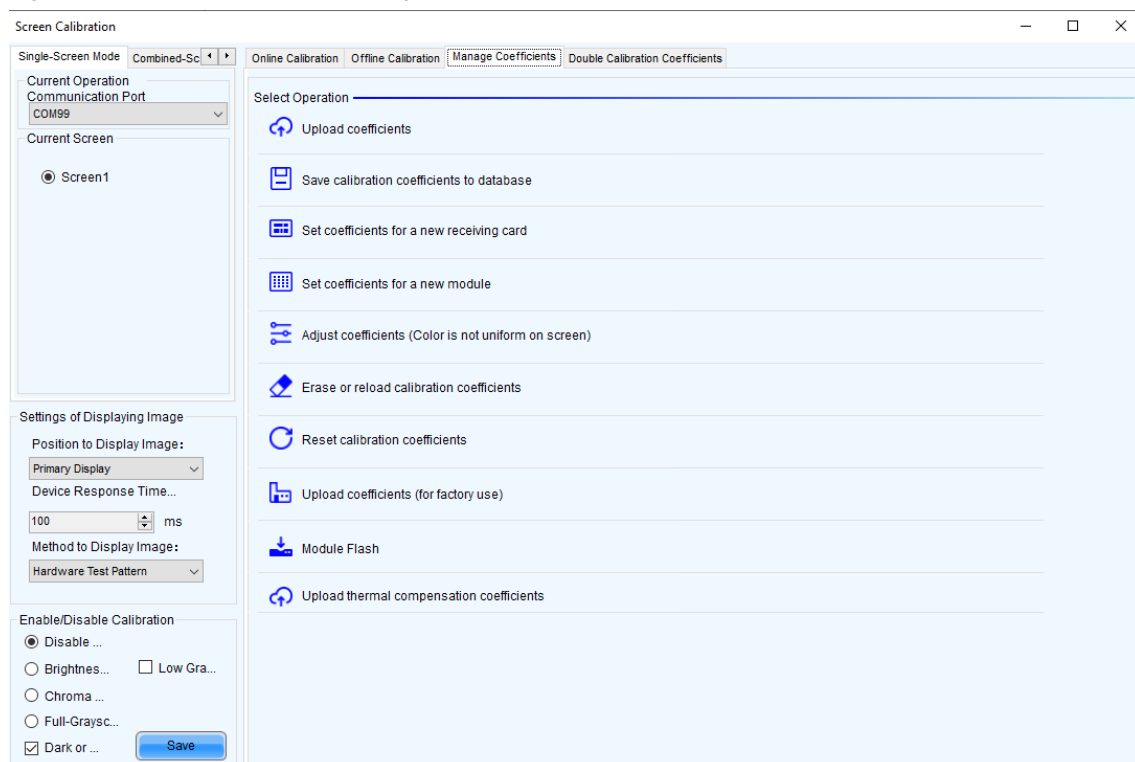 Screen Calibration
Single-Screen Mode
Combined-Sc
Online Calibration
Offline Calibration
Manage Coefficients
Double Calibration Coefficients
Current Operation
Communication Port
COM99
Current Screen
Screen1
Settings of Displaying Image
Position to Display Image:
Primary Display
Device Response Time...
100
ms
Method to Display Image:
Hardware Test Pattern
Enable/Disable Calibration
Disable ...
Brightnes...
Low Gra...
Chroma ...
Full-Graysc...
Dark or ...
Save
Select Operation
Upload coefficients
Save calibration coefficients to database
Set coefficients for a new receiving card
Set coefficients for a new module
Adjust coefficients (Color is not uniform on screen)
Erase or reload calibration coefficients
Reset calibration coefficients
Upload coefficients (for factory use)
Module Flash
Upload thermal compensation coefficients